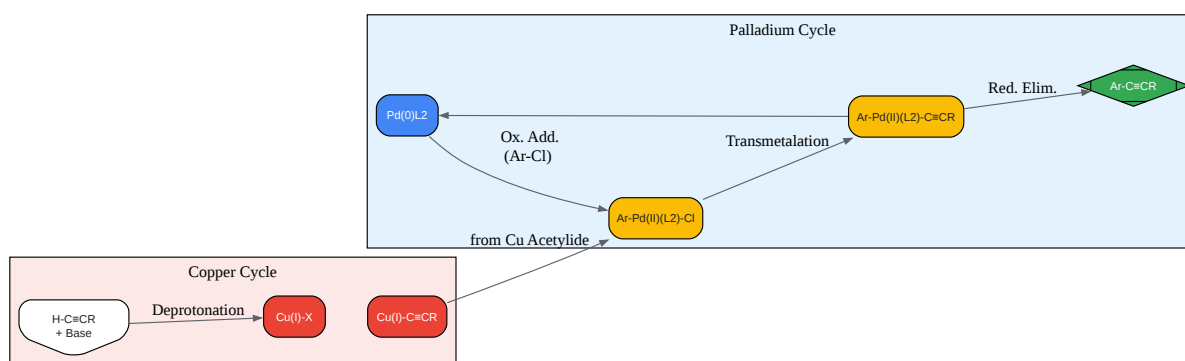 Palladium Cycle
Pd(0)L2
Ox. Add.
(Ar-Cl)
Ar-Pd(II)(L2)-Cl
Transmetalation
Ar-Pd(II)(L2)-C≡CR
Red. Elim.
Ar-C≡CR
from Cu Acetylide
Copper Cycle
H-C≡CR
+ Base
Deprotonation
Cu(I)-X
Cu(I)-C≡CR